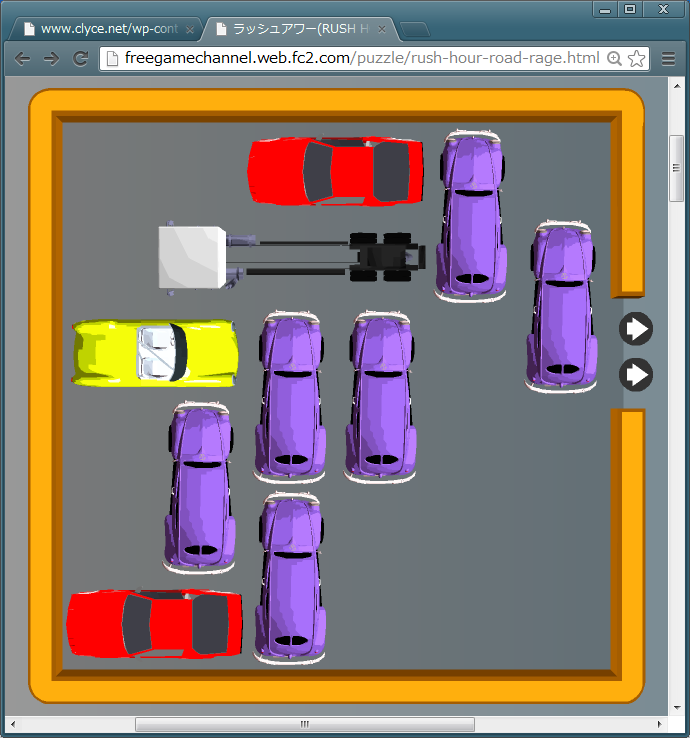 www.clyce.net/wp-cont
ラッシュアワー(RUSH H
freegamechannel.web.fc2.com/puzzle/rush-hour-road-rage.html